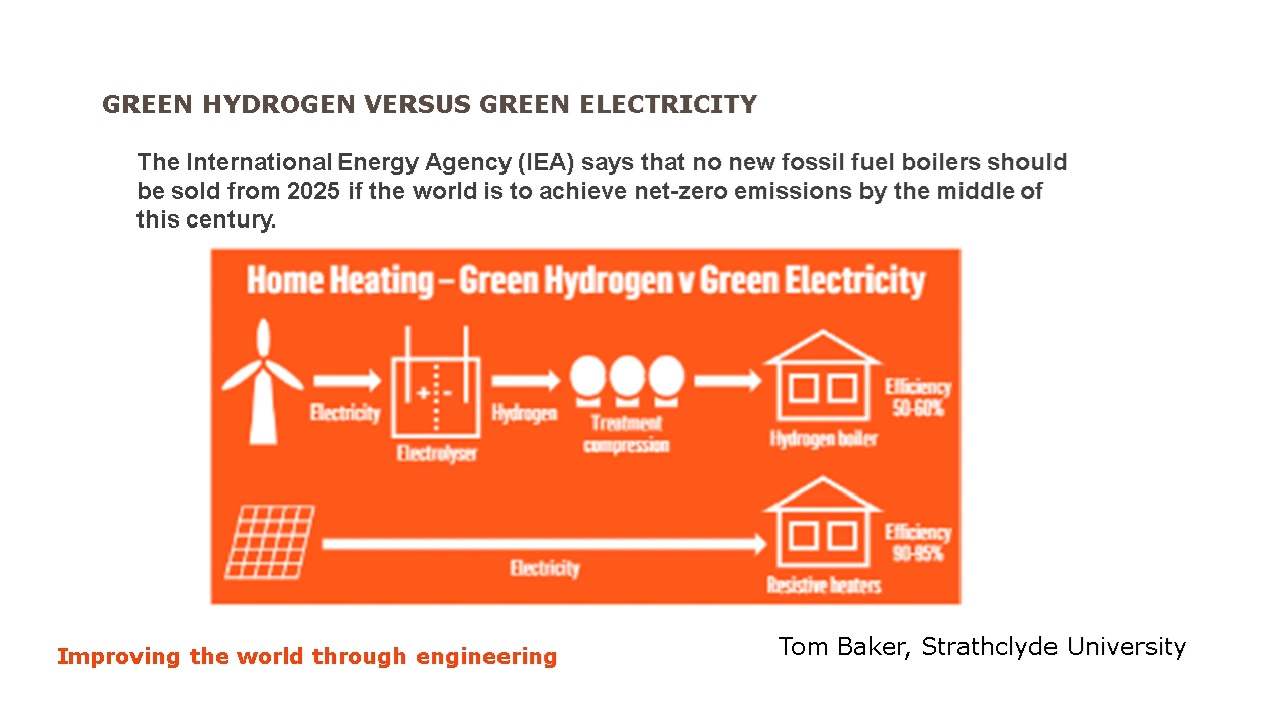 GREEN HYDROGEN VERSUS GREEN ELECTRICITY
The International Energy Agency (IEA) says that no new fossil fuel boilers should
be sold from 2025 if the world is to achieve net-zero emissions by the middle of
this century.
Home Heating – Green Hydrogen v Green Electricity
Electricity
+ -
Electrolyser
Hydrogen
Treatment
compression
Hydrogen boiler
Efficiency
50-60%
Electricity
Resistive heaters
Efficiency
90-95%
Improving the world through engineering
Tom Baker, Strathclyde University